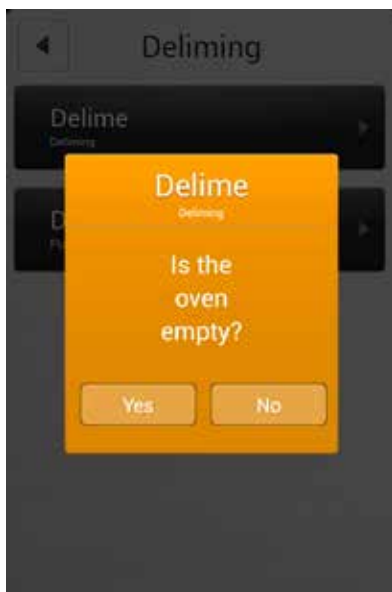 Deliming
Delime
Deliming
D
Delime
Deliming
Is the
oven
empty?
Yes
No